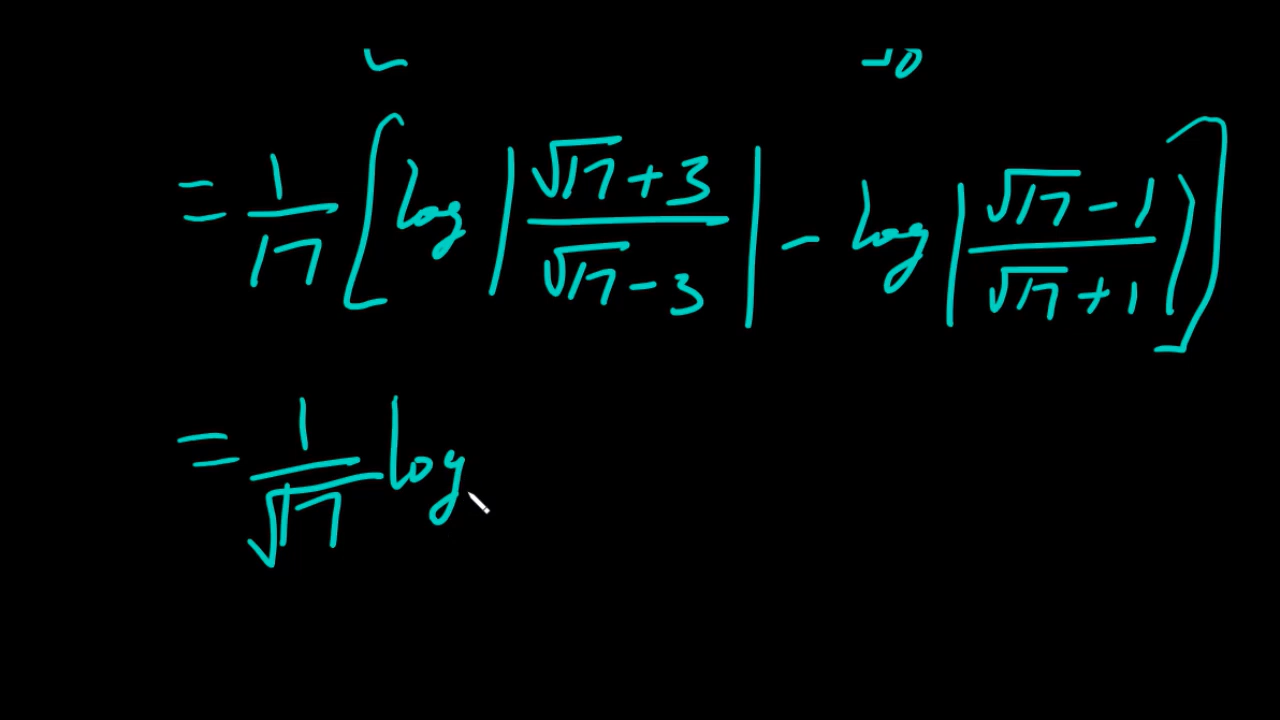 = 1/17 [log |(√17 + 3)/(√17 - 3)| - log |(√17 - 1)/(√17 + 1)|]
= 1/√17 log